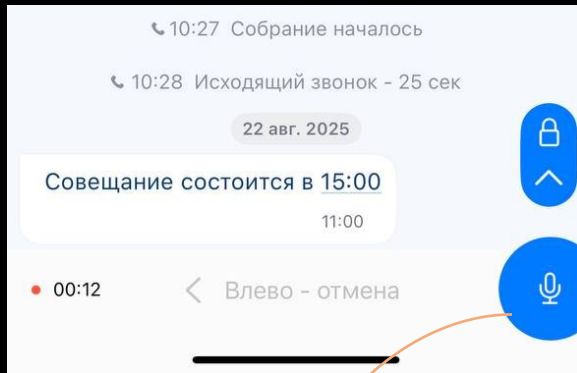 10:27 Собрание началось
10:28 Исходящий звонок - 25 сек
22 авг. 2025
Совещание состоится в 15:00
11:00
00:12 Влево - отмена